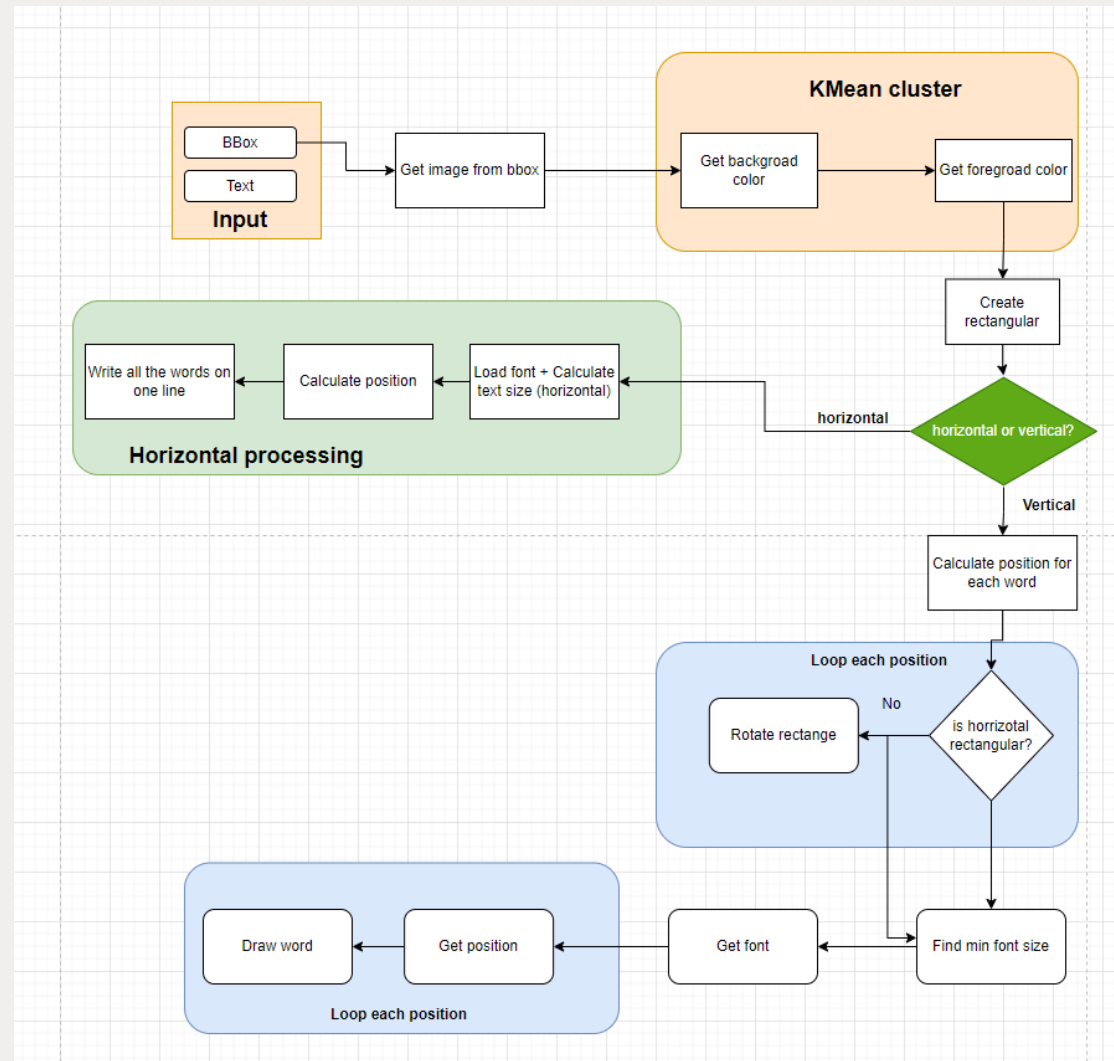 KMean cluster
BBox
Text
Input
Get image from bbox
Get backgroad
color
Get foregroad color
Create
rectangular
horizontal or vertical?
horizontal
Load font + Calculate
text size (horizontal)
Calculate position
Write all the words on
one line
Horizontal processing
Vertical
Calculate position for
each word
Loop each position
is horrizotal
rectangular?
No
Rotate rectange
Find min font size
Get font
Get position
Draw word
Loop each position